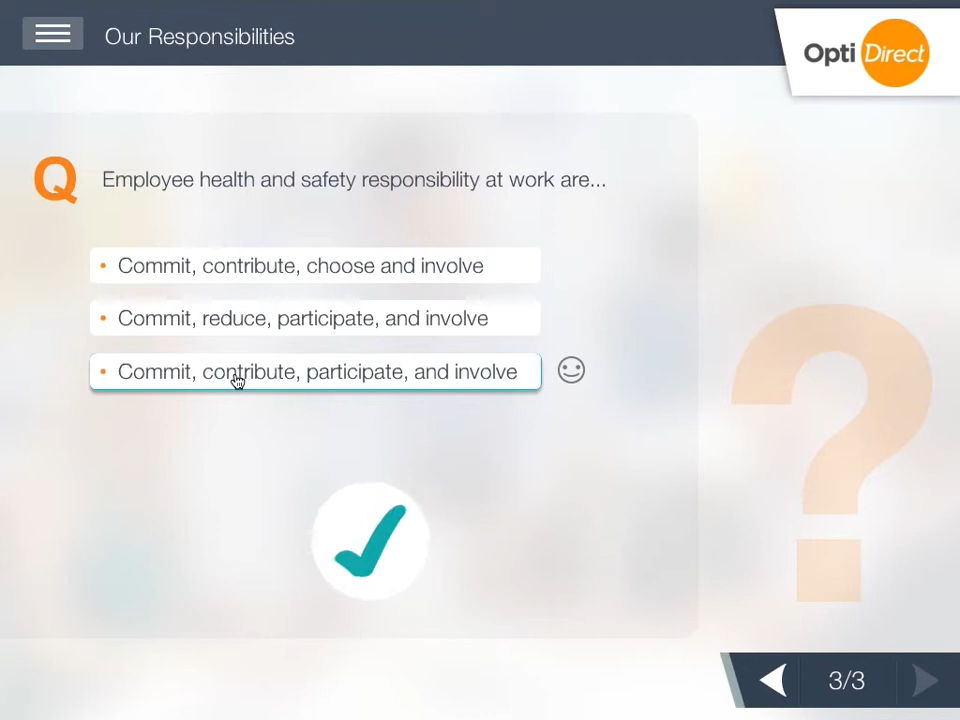 Our Responsibilities
Opti Direct
Q
Employee health and safety responsibility at work are...
• Commit, contribute, choose and involve
• Commit, reduce, participate, and involve
• Commit, contribute, participate, and involve
?
3/3